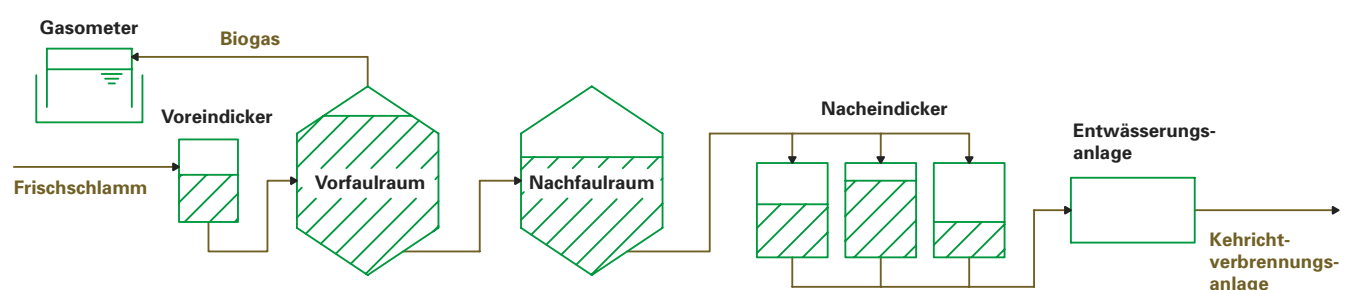 Gasometer
Biogas
Voreindicker
Frischschlamm
Vorfaulraum
Nachfaulraum
Nacheindicker
Entwässerungs-
anlage
Kehricht-
verbrennungs-
anlage